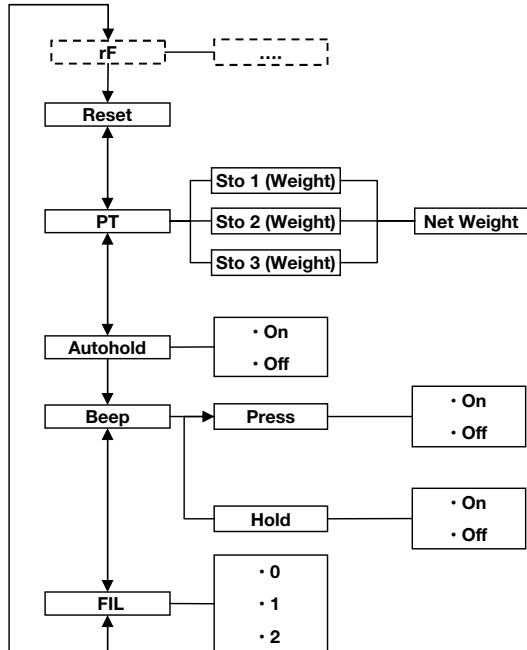 rF
....
Reset
Sto 1 (Weight)
PT
Sto 2 (Weight)
Net Weight
Sto 3 (Weight)
・On
Autohold
・Off
・On
Beep
Press
・Off
・On
Hold
・Off
・0
FIL
・1
・2